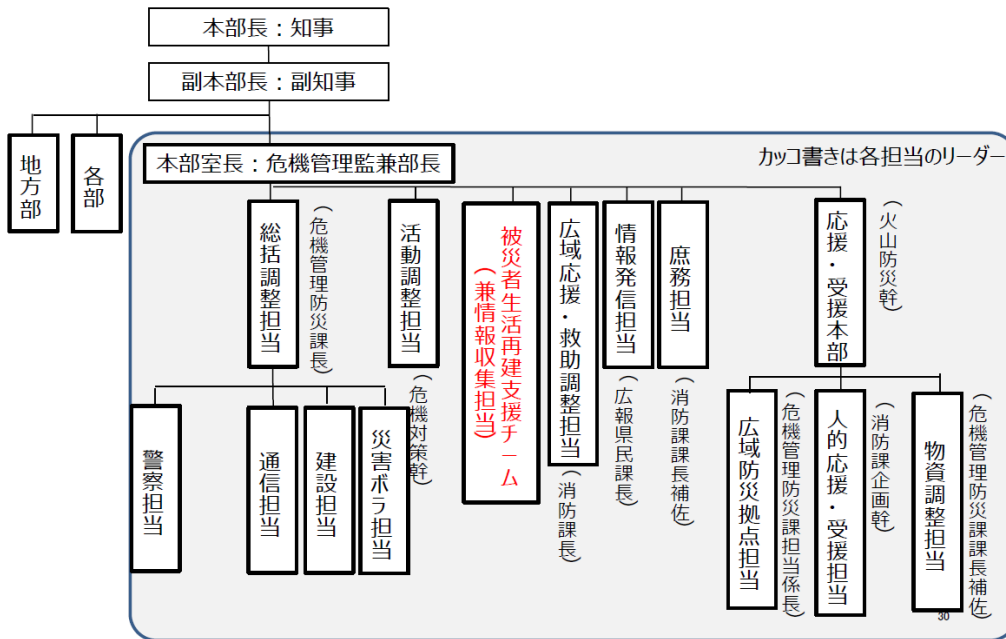 本部長：知事
副本部長：副知事
地方部
各部
本部室長：危機管理監兼部長
カッコ書きは各担当のリーダー
総括調整担当
（危機管理防災課長）
活動調整担当
（危機対策幹）
被災者生活再建支援チーム
（兼情報収集担当）
広域応援・救助調整担当
（消防課長）
情報発信担当
（広報県民課長）
庶務担当
（消防課長補佐）
応援・受援本部
（火山防災幹）
警察担当
通信担当
建設担当
災害ボラ担当
広域防災拠点担当
（危機管理防災課担当係長）
人的応援・受援担当
（消防課企画幹）
物資調整担当
（危機管理防災課課長補佐）
30